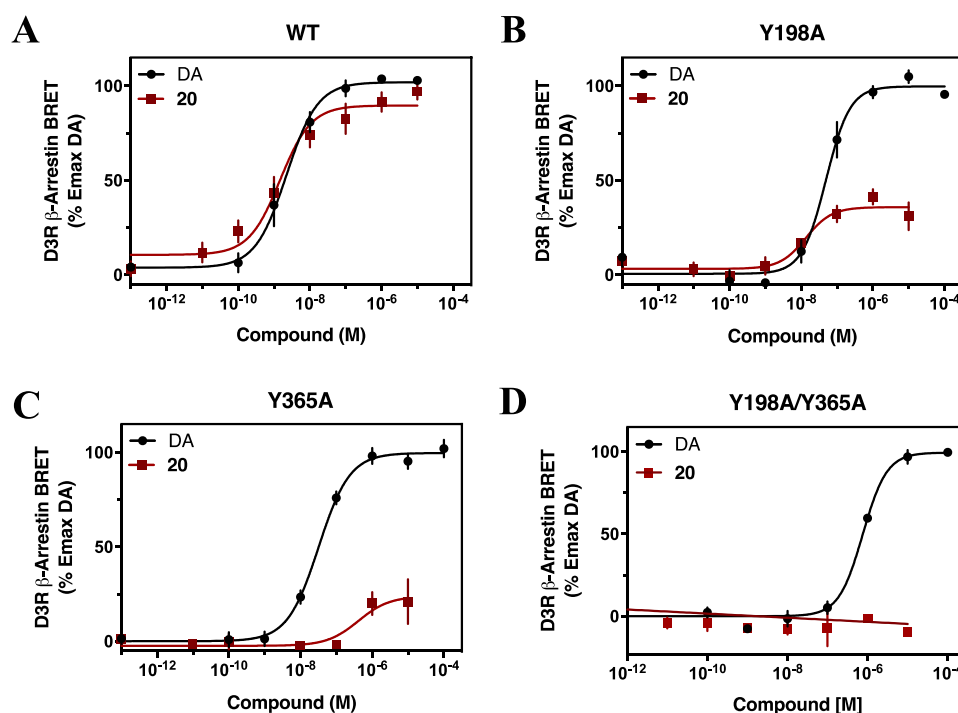 A
WT
D3R β-Arrestin BRET
(% Emax DA)
DA
20
100
50
0
10-12
10-10
10-8
10-6
10-4
Compound (M)
B
Y198A
D3R β-Arrestin BRET
(% Emax DA)
DA
20
100
50
0
10-12
10-10
10-8
10-6
10-4
Compound (M)
C
Y365A
D3R β-Arrestin BRET
(% Emax DA)
DA
20
100
50
0
10-12
10-10
10-8
10-6
10-4
Compound (M)
D
Y198A/Y365A
D3R β-Arrestin BRET
(% Emax DA)
DA
20
100
50
0
10-12
10-10
10-8
10-6
10-4
Compound [M]